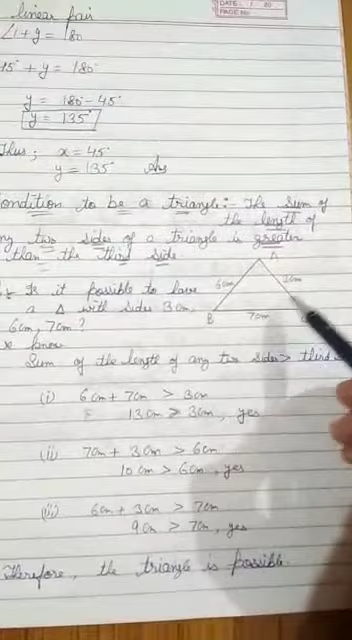 DATE: / / 20
PAGE NO.
linear pair
∠1 + y = 180
45° + y = 180°
y = 180° - 45°
y = 135°
Thus ; x = 45°
y = 135° Ans
Condition to be a triangle:- The sum of
the length of
any two sides of a triangle is greater
than the third side
Is it possible to have
a Δ with sides 3cm,
6cm, 7cm?
A
6cm
3cm
B
7cm
know
Sum of the length of any two sides > third
(i) 6cm + 7cm > 3cm
13cm > 3cm, yes
(ii) 7cm + 3cm > 6cm
10cm > 6cm, yes
(iii) 6cm + 3cm > 7cm
9cm > 7cm, yes
Therefore, the triangle is possible.